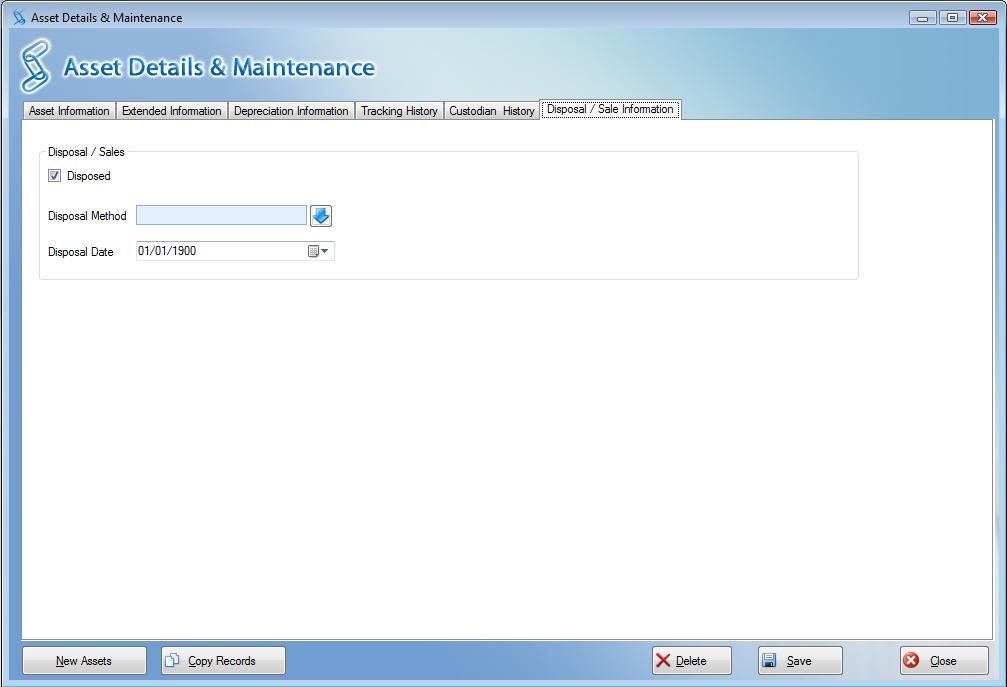 Asset Details & Maintenance
Asset Details & Maintenance
Asset Information Extended Information Depreciation Information Tracking History Custodian History Disposal / Sale Information
Disposal / Sales
Disposed
Disposal Method
Disposal Date 01/01/1900
New Assets Copy Records Delete Save Close